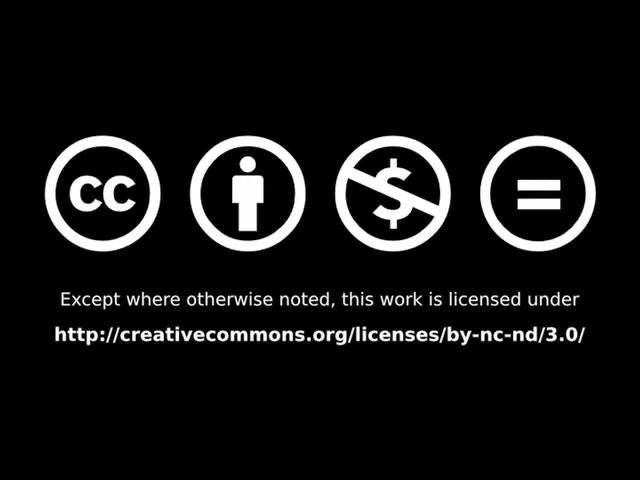 cc
$
=
Except where otherwise noted, this work is licensed under
http://creativecommons.org/licenses/by-nc-nd/3.0/